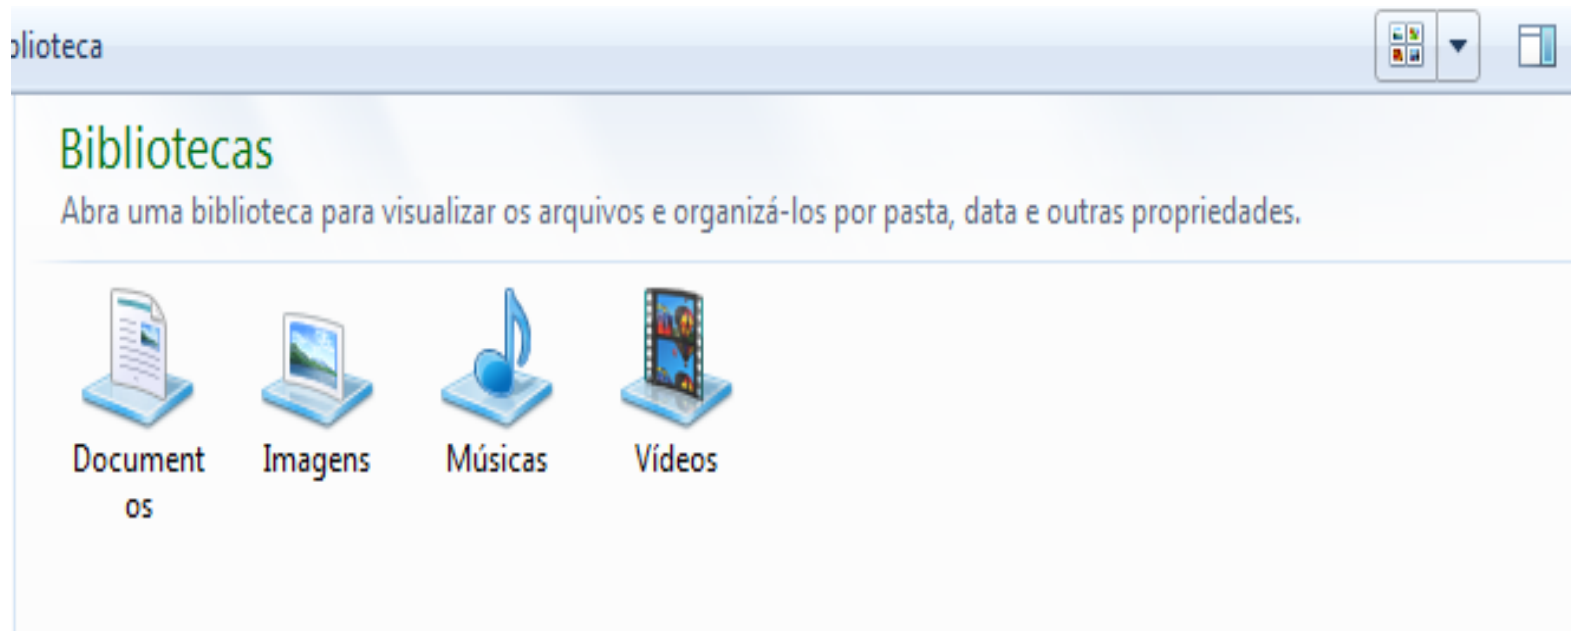 blioteca
Bibliotecas
Abra uma biblioteca para visualizar os arquivos e organizá-los por pasta, data e outras propriedades.
Document
os
Imagens
Músicas
Vídeos